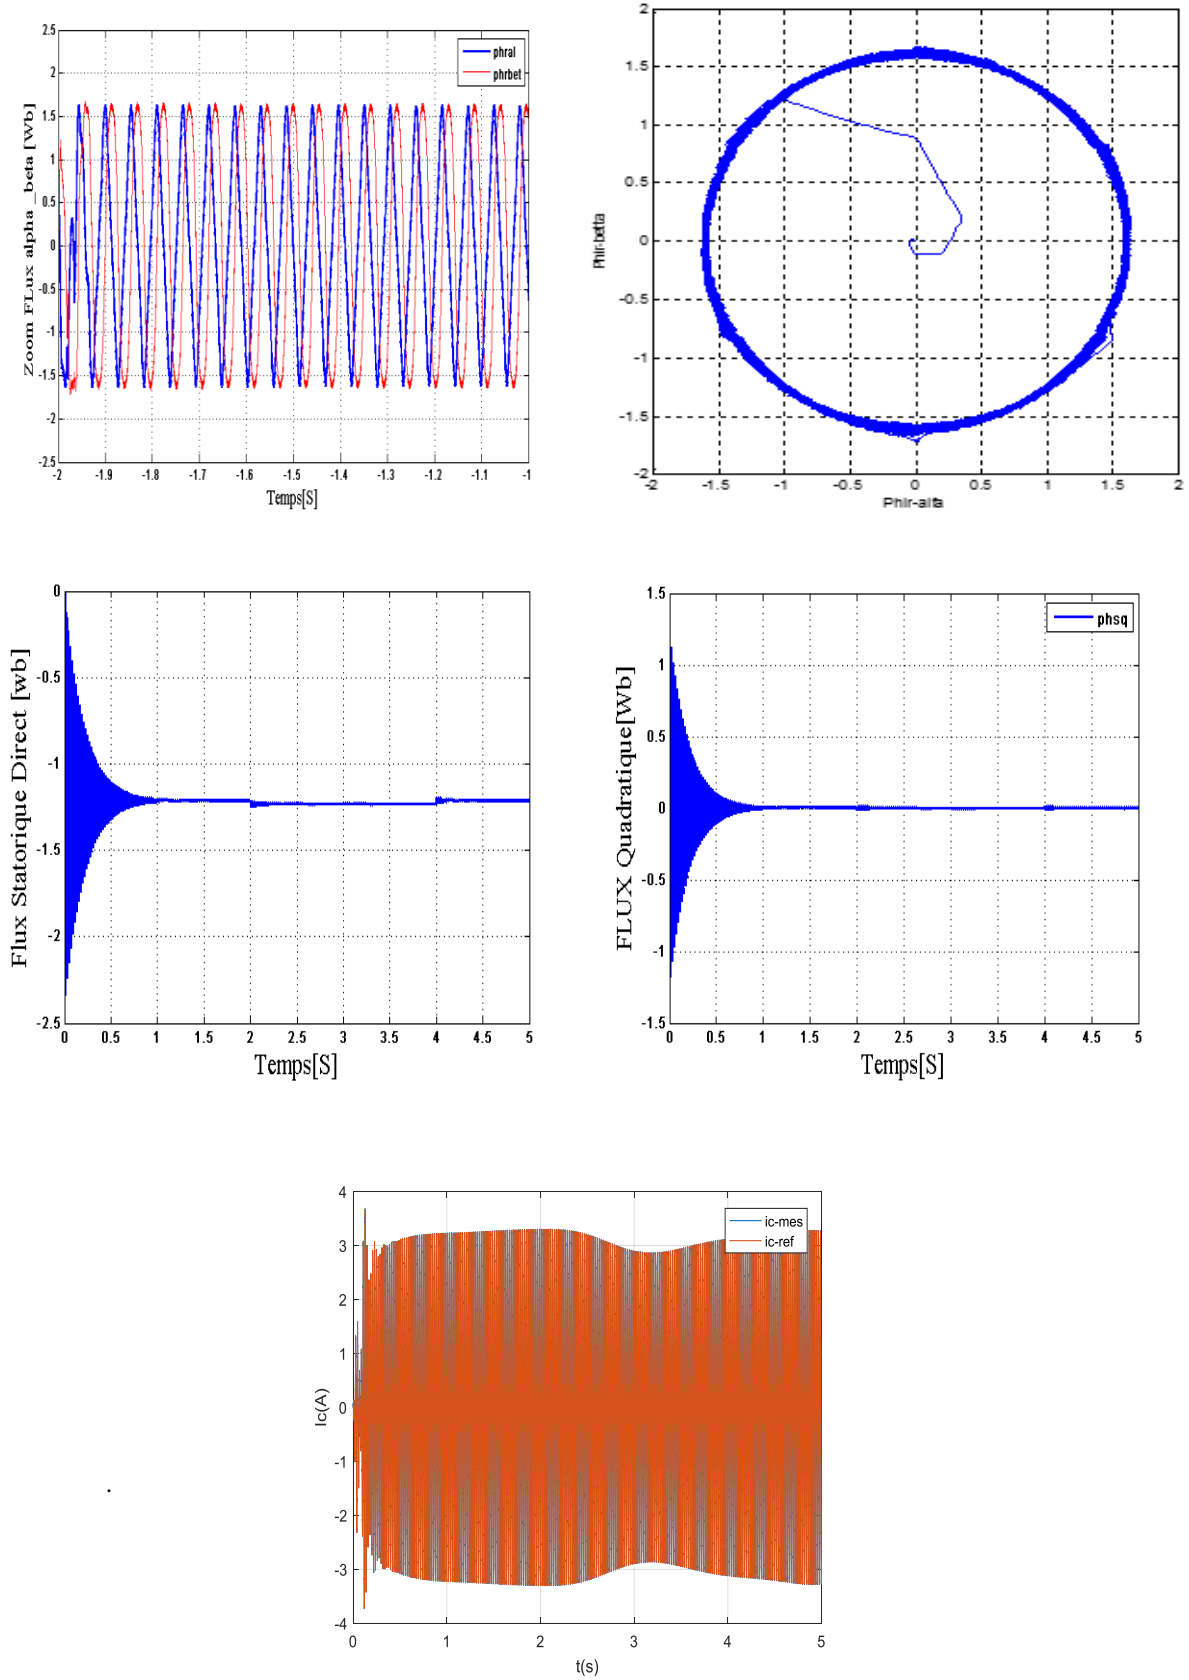 2.5
2
1.5
1
0.5
0
-0.5
-1
-1.5
-2
-2.5
-2 -1.9 -1.8 -1.7 -1.6 -1.5 -1.4 -1.3 -1.2 -1.1 -1
Zoom FLux alpha _beta [Wb]
Temps[S]
phral
phrbet
2
1.5
1
0.5
0
-0.5
-1
-1.5
-2
-2 -1.5 -1 -0.5 0 0.5 1 1.5 2
Phir-betta
Phir-alfa
0
-0.5
-1
-1.5
-2
-2.5
0 0.5 1 1.5 2 2.5 3 3.5 4 4.5 5
Flux Statorique Direct [wb]
Temps[S]
1.5
1
0.5
0
-0.5
-1
-1.5
0 0.5 1 1.5 2 2.5 3 3.5 4 4.5 5
FLUX Quadratique[Wb]
Temps[S]
phsq
4
3
2
1
0
-1
-2
-3
-4
0 1 2 3 4 5
Ic(A)
t(s)
ic-mes
ic-ref